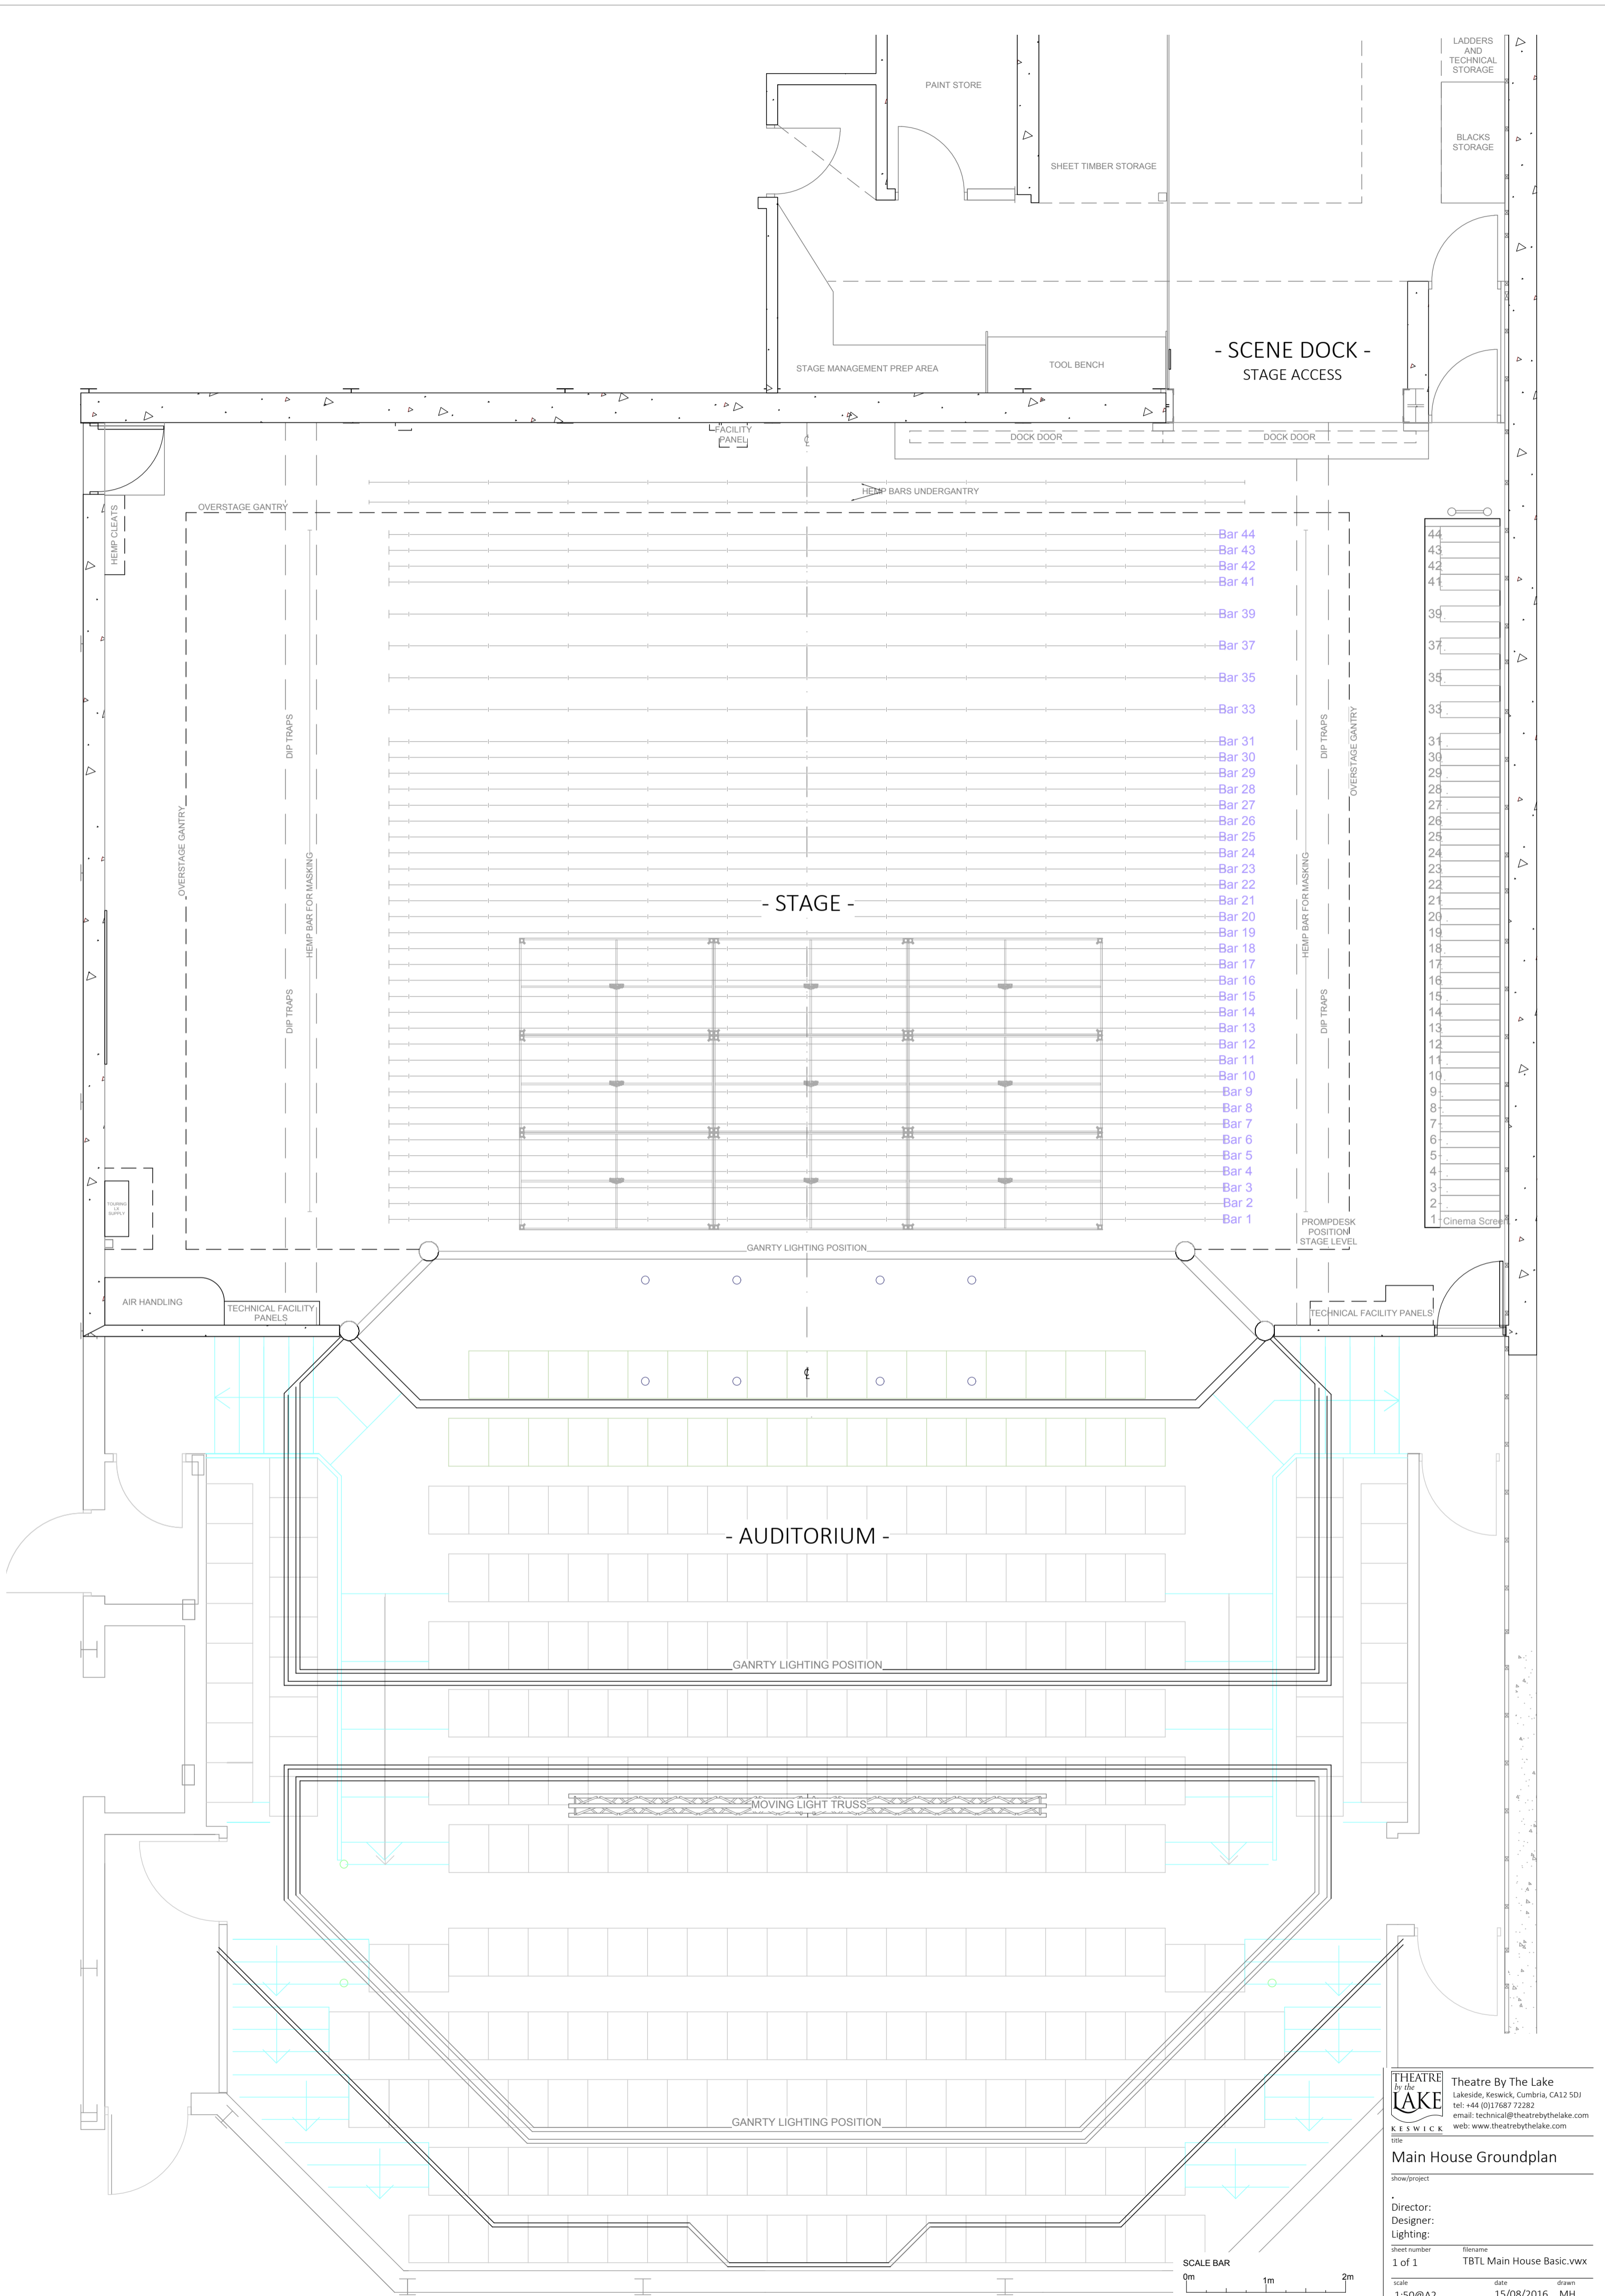 LADDERS
AND
TECHNICAL
STORAGE
PAINT STORE
BLACKS
STORAGE
SHEET TIMBER STORAGE
- SCENE DOCK -
STAGE ACCESS
STAGE MANAGEMENT PREP AREA
TOOL BENCH
FACILITY
PANEL
DOCK DOOR
DOCK DOOR
HEMP BARS UNDERGANTRY
OVERSTAGE GANTRY
HEMP CLEATS
Bar 44
Bar 43
Bar 42
Bar 41
Bar 39
Bar 37
Bar 35
Bar 33
Bar 31
Bar 30
Bar 29
Bar 28
Bar 27
Bar 26
Bar 25
Bar 24
Bar 23
Bar 22
Bar 21
Bar 20
Bar 19
Bar 18
Bar 17
Bar 16
Bar 15
Bar 14
Bar 13
Bar 12
Bar 11
Bar 10
Bar 9
Bar 8
Bar 7
Bar 6
Bar 5
Bar 4
Bar 3
Bar 2
Bar 1
44
43
42
41
39
37
35
33
31
30
29
28
27
26
25
24
23
22
21
20
19
18
17
16
15
14
13
12
11
10
9
8
7
6
5
4
3
2
1 Cinema Screen
DIP TRAPS
DIP TRAPS
OVERSTAGE GANTRY
OVERSTAGE GANTRY
HEMP BAR FOR MASKING
HEMP BAR FOR MASKING
- STAGE -
DIP TRAPS
DIP TRAPS
TOURING
LX
SUPPLY
PROMPDESK
POSITION
STAGE LEVEL
GANRTY LIGHTING POSITION
AIR HANDLING
TECHNICAL FACILITY
PANELS
TECHNICAL FACILITY PANELS
- AUDITORIUM -
GANRTY LIGHTING POSITION
MOVING LIGHT TRUSS
GANRTY LIGHTING POSITION
THEATRE
by the
LAKE
KESWICK
Theatre By The Lake
Lakeside, Keswick, Cumbria, CA12 5DJ
tel: +44 (0)17687 72282
email: technical@theatrebythelake.com
web: www.theatrebythelake.com
title
Main House Groundplan
show/project
.
Director:
Designer:
Lighting:
sheet number filename
1 of 1 TBTL Main House Basic.vwx
scale date drawn
1:50@A2 15/08/2016 MH
SCALE BAR
0m 1m 2m